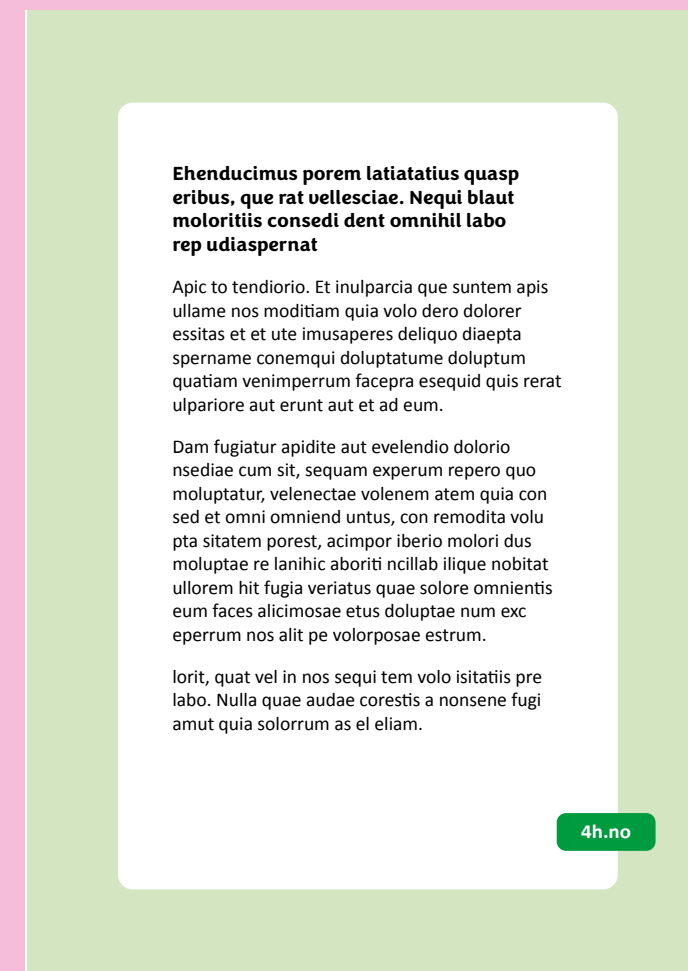 Ehenducimus porem latiatatius quasp
eribus, que rat vellesciae. Nequi blaut
moloritiis consedi dent omnihil labo
rep udiaspernat
Apic to tendiorio. Et inulparcia que suntem apis
ullame nos moditiam quia volo dero dolorer
essitas et et ute imusaperes deliquo diaepta
spername conemqui doluptatume doluptum
quatiam venimperrum facepra esequid quis rerat
ulpariore aut erunt aut et ad eum.
Dam fugiatur apidite aut evelendio dolorio
nsediae cum sit, sequam experum repero quo
moluptatur, velenectae volenem atem quia con
sed et omni omniend untus, con remodita volu
pta sitatem porest, acimpor iberio molori dus
moluptae re lanihic aboriti ncillab ilique nobitat
ullorem hit fugia veriatus quae solore omnientis
eum faces alicimosae etus doluptae num exc
eperrum nos alit pe volorposae estrum.
lorit, quat vel in nos sequi tem volo isitatiis pre
labo. Nulla quae audae corestis a nonsene fugi
amut quia solorrum as el eliam.
4h.no